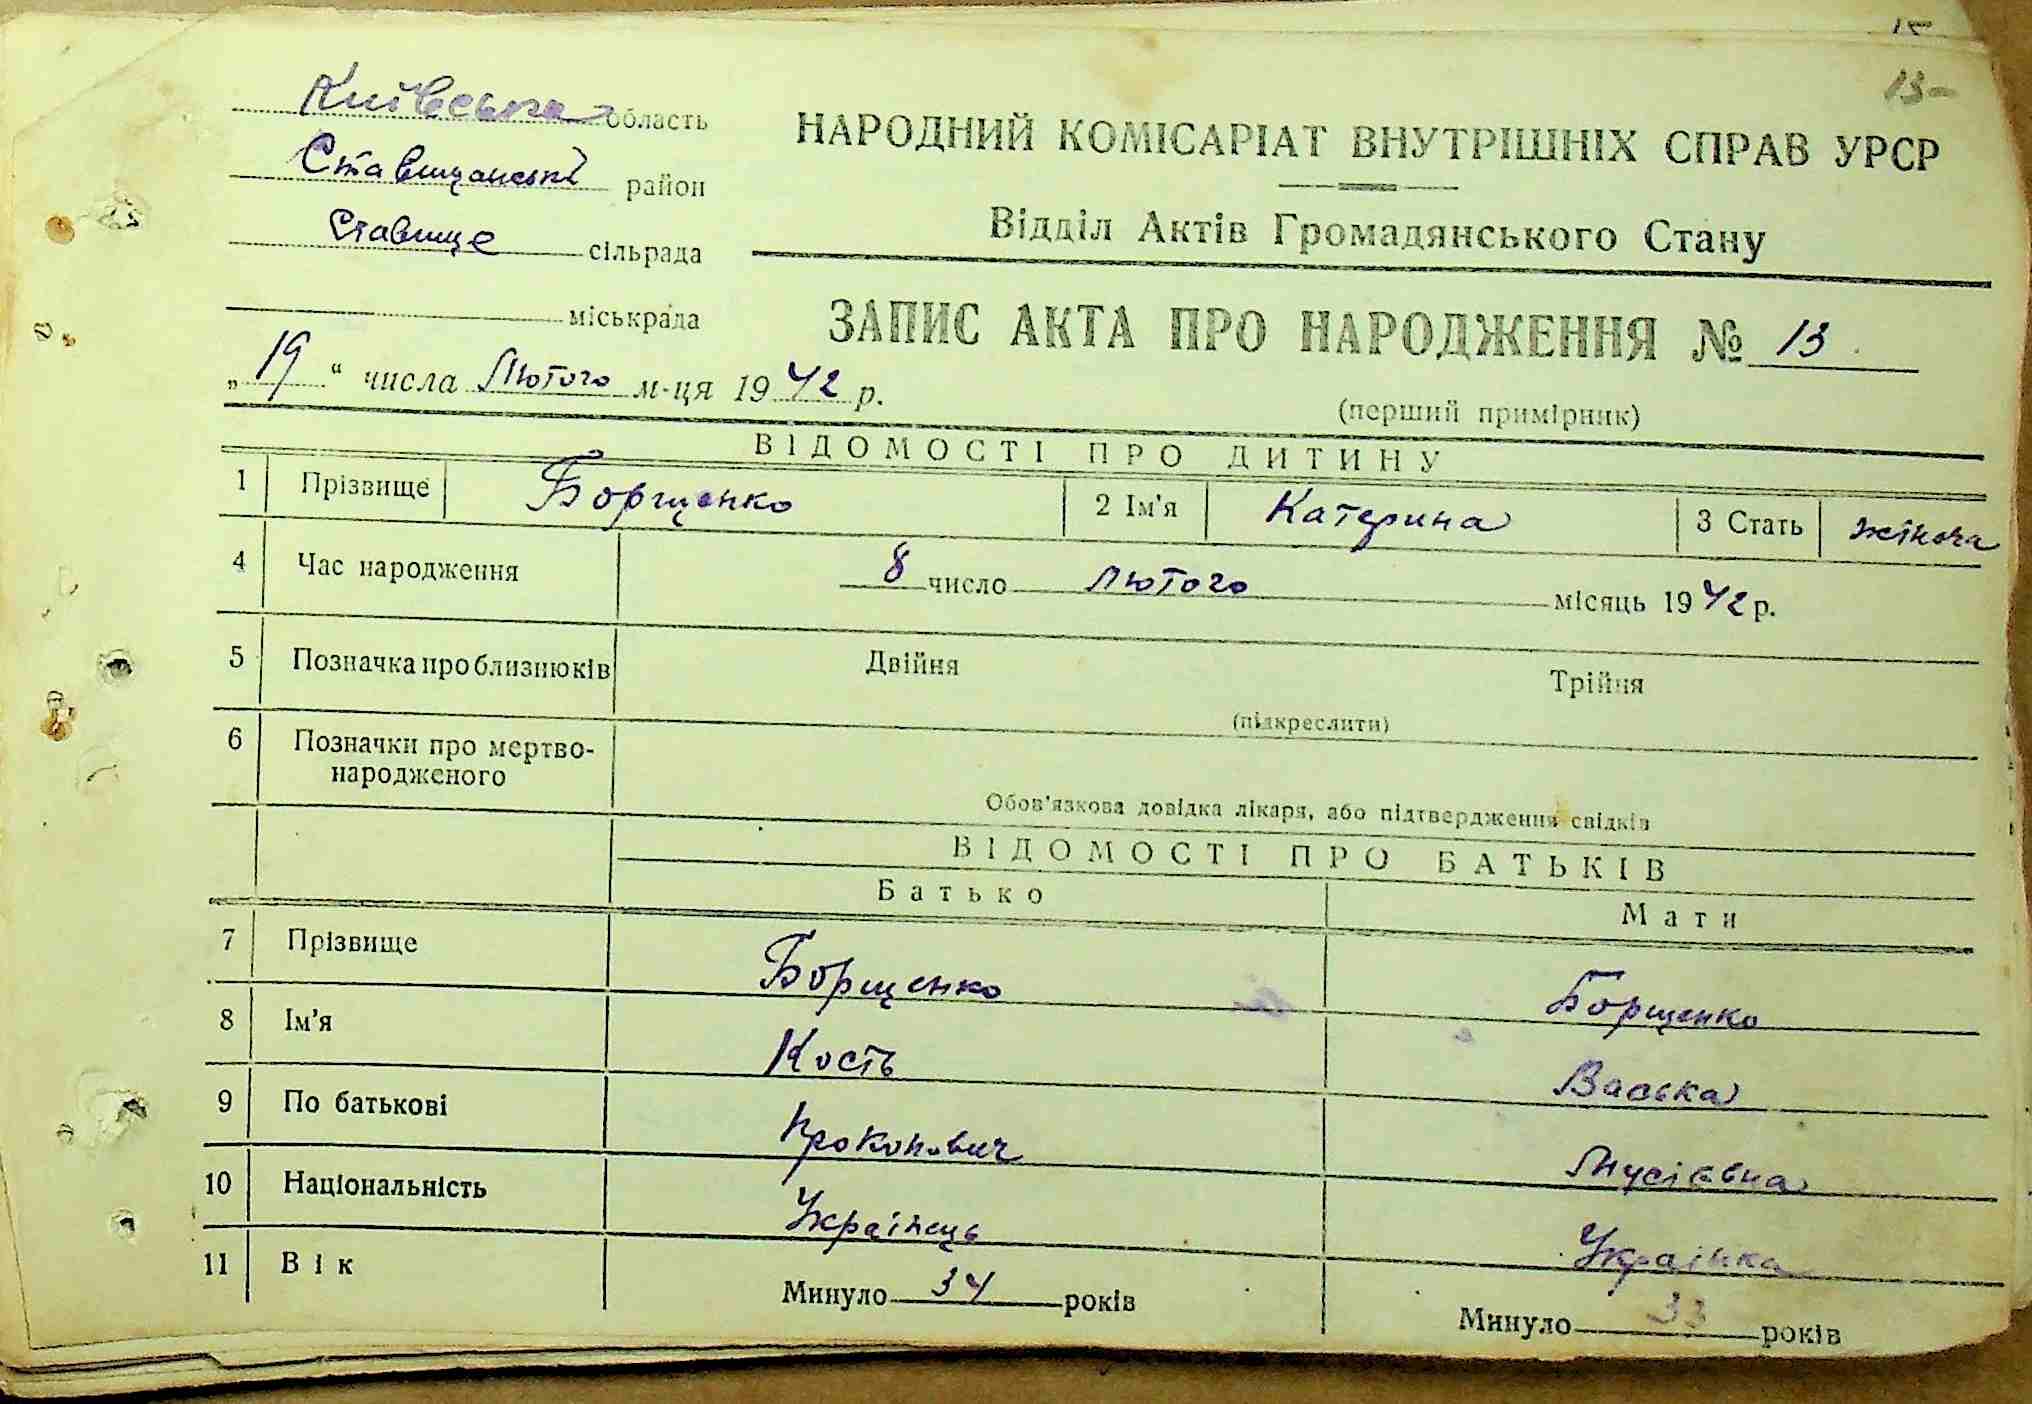 15
13-
Київська область
Ставищанські район
Ставище сільрада
міськрада
„19“ числа Лютого м-ця 1942 р.
НАРОДНИЙ КОМІСАРІАТ ВНУТРІШНІХ СПРАВ УРСР
Відділ Актів Громадянського Стану
ЗАПИС АКТА ПРО НАРОДЖЕННЯ № 13
(перший примірник)
ВІДОМОСТІ ПРО ДИТИНУ
1 Прізвище Борщенко 2 Ім'я Катерина 3 Стать жіноча
4 Час народження 8 число лютого місяць 1942 р.
5 Позначка про близнюків Двійня Трійня
(підкреслити)
6 Позначки про мертво-
народженого
Обов'язкова довідка лікаря, або підтвердження свідків
ВІДОМОСТІ ПРО БАТЬКІВ
Батько Мати
7 Прізвище Борщенко Борщенко
8 Ім'я Кость Васька
9 По батькові Прокопович Мусієвна
10 Національність Українець Українка
11 Вік Минуло 34 років Минуло 33 років